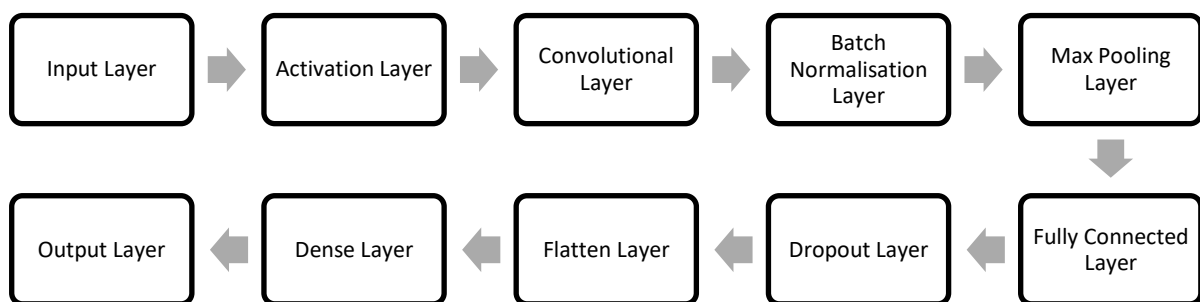 Input Layer
Activation Layer
Convolutional
Layer
Batch
Normalisation
Layer
Max Pooling
Layer
Fully Connected
Layer
Dropout Layer
Flatten Layer
Dense Layer
Output Layer